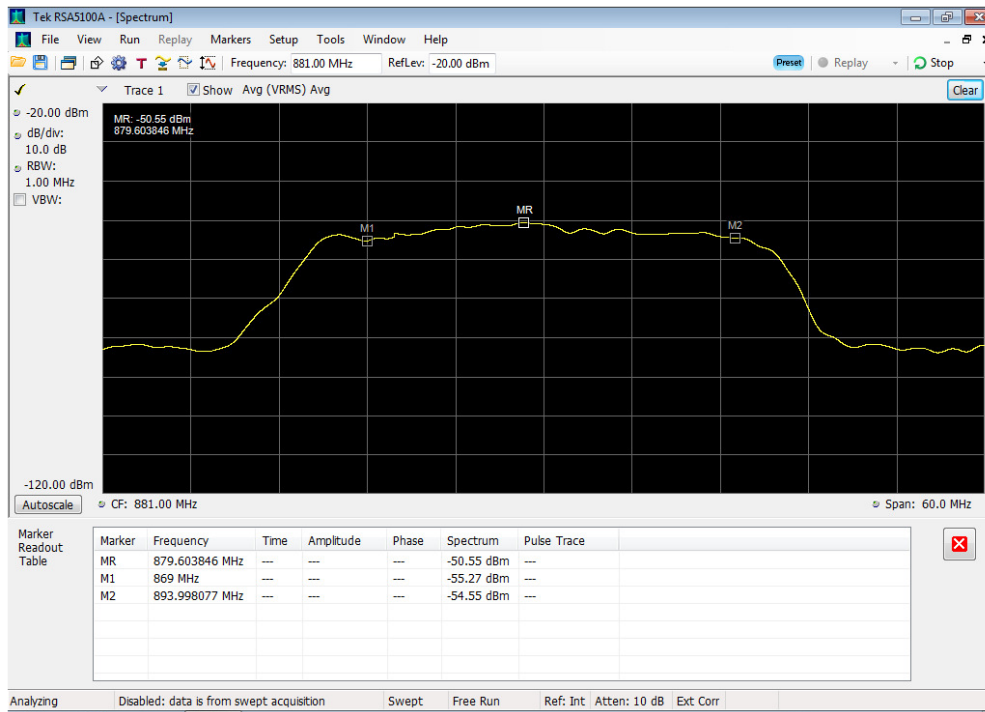 Tek RSA5100A - [Spectrum]
File View Run Replay Markers Setup Tools Window Help
T Frequency: 881.00 MHz RefLev: -20.00 dBm Preset Replay Stop
Trace 1 Show Avg (VRMS) Avg Clear
-20.00 dBm
dB/div:
10.0 dB
RBW:
1.00 MHz
VBW:
MR: -50.55 dBm
879.603846 MHz
M1
MR
M2
-120.00 dBm
Autoscale CF: 881.00 MHz Span: 60.0 MHz
Marker Readout Table
Marker Frequency Time Amplitude Phase Spectrum Pulse Trace
MR 879.603846 MHz --- --- --- -50.55 dBm ---
M1 869 MHz --- --- --- -55.27 dBm ---
M2 893.998077 MHz --- --- --- -54.55 dBm ---
Analyzing Disabled: data is from swept acquisition Swept Free Run Ref: Int Atten: 10 dB Ext Corr